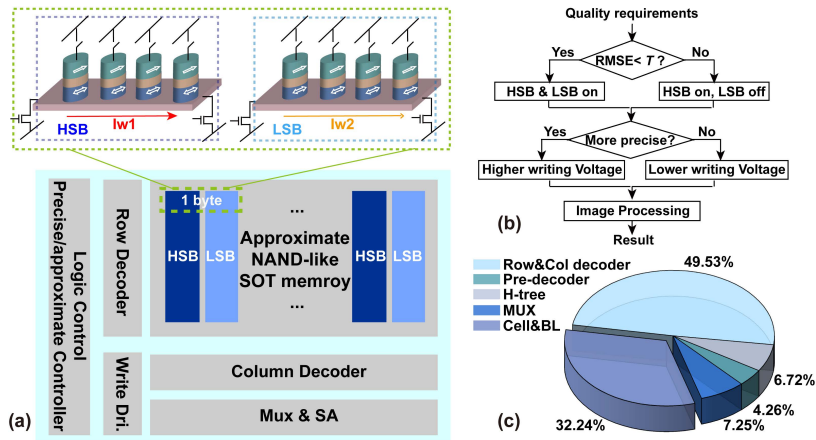 HSB
Iw1
LSB
Iw2
Logic Control
Precise/approximate Controller
Row Decoder
Write Dri.
1 byte
HSB
LSB
...
Approximate
NAND-like
SOT memroy
...
HSB
LSB
Column Decoder
Mux & SA
(a)
Quality requirements
Yes
RMSE< T ?
No
HSB & LSB on
HSB on, LSB off
Yes
More precise?
No
Higher writing Voltage
Lower writing Voltage
Image Processing
Result
(b)
Row&Col decoder
Pre-decoder
H-tree
MUX
Cell&BL
49.53%
6.72%
4.26%
7.25%
32.24%
(c)